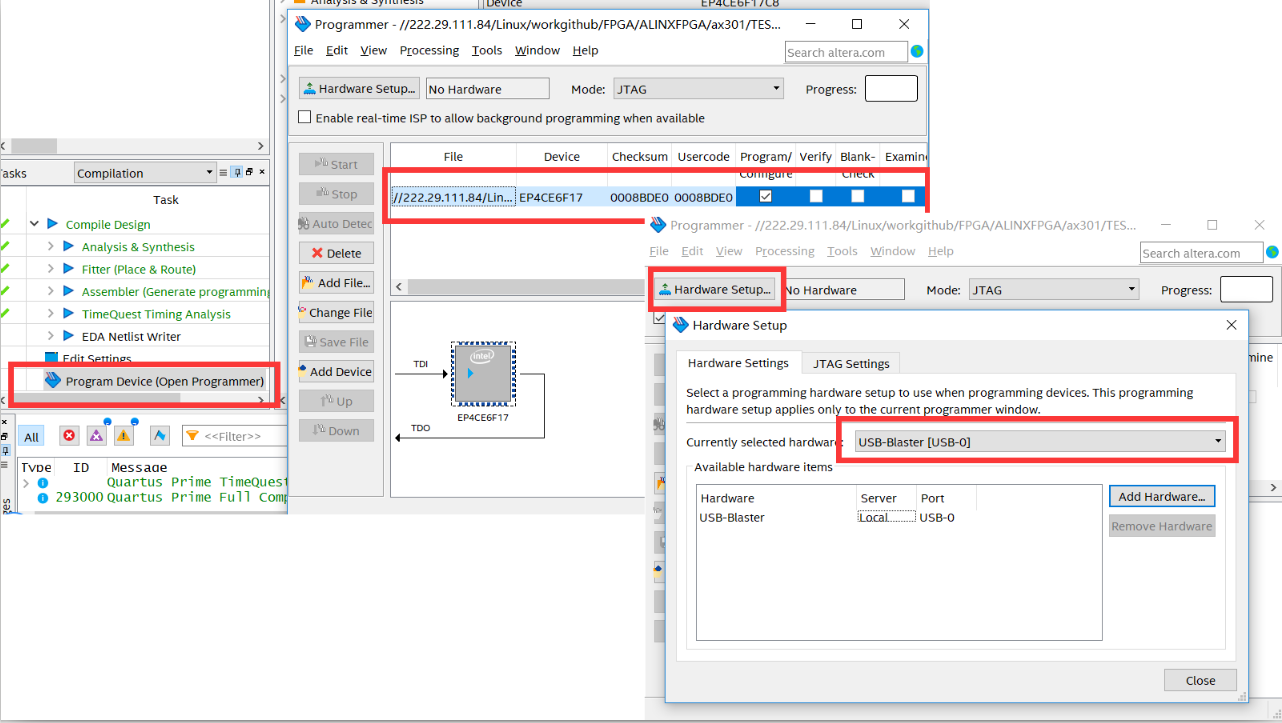 Analysis & Synthesis
Device
EP4CE6F17C8
Programmer - //222.29.111.84/Linux/workgithub/FPGA/ALINXFPGA/ax301/TES...
File Edit View Processing Tools Window Help
Search altera.com
Hardware Setup...
No Hardware
Mode:
JTAG
Progress:
Enable real-time ISP to allow background programming when available
Start
Stop
Auto Detec
Delete
Add File...
Change File
Save File
Add Device
Up
Down
File Device Checksum Usercode Program/ Verify Blank- Examin
Configure Check
//222.29.111.84/Lin... EP4CE6F17 0008BDE0 0008BDE0
TDI
intel
EP4CE6F17
TDO
asks
Compilation
Task
Compile Design
Analysis & Synthesis
Fitter (Place & Route)
Assembler (Generate programming
TimeQuest Timing Analysis
EDA Netlist Writer
Edit Settings
Program Device (Open Programmer)
All
<<Filter>>
Type ID Message
Quartus Prime TimeQuest
293000 Quartus Prime Full Comp
ges
Programmer - //222.29.111.84/Linux/workgithub/FPGA/ALINXFPGA/ax301/TES...
File Edit View Processing Tools Window Help
Search altera.com
Hardware Setup...
No Hardware
Mode:
JTAG
Progress:
mine
Hardware Setup
Hardware Settings
JTAG Settings
Select a programming hardware setup to use when programming devices. This programming
hardware setup applies only to the current programmer window.
Currently selected hardware:
USB-Blaster [USB-0]
Available hardware items
Hardware Server Port
USB-Blaster Local USB-0
Add Hardware...
Remove Hardware
Close